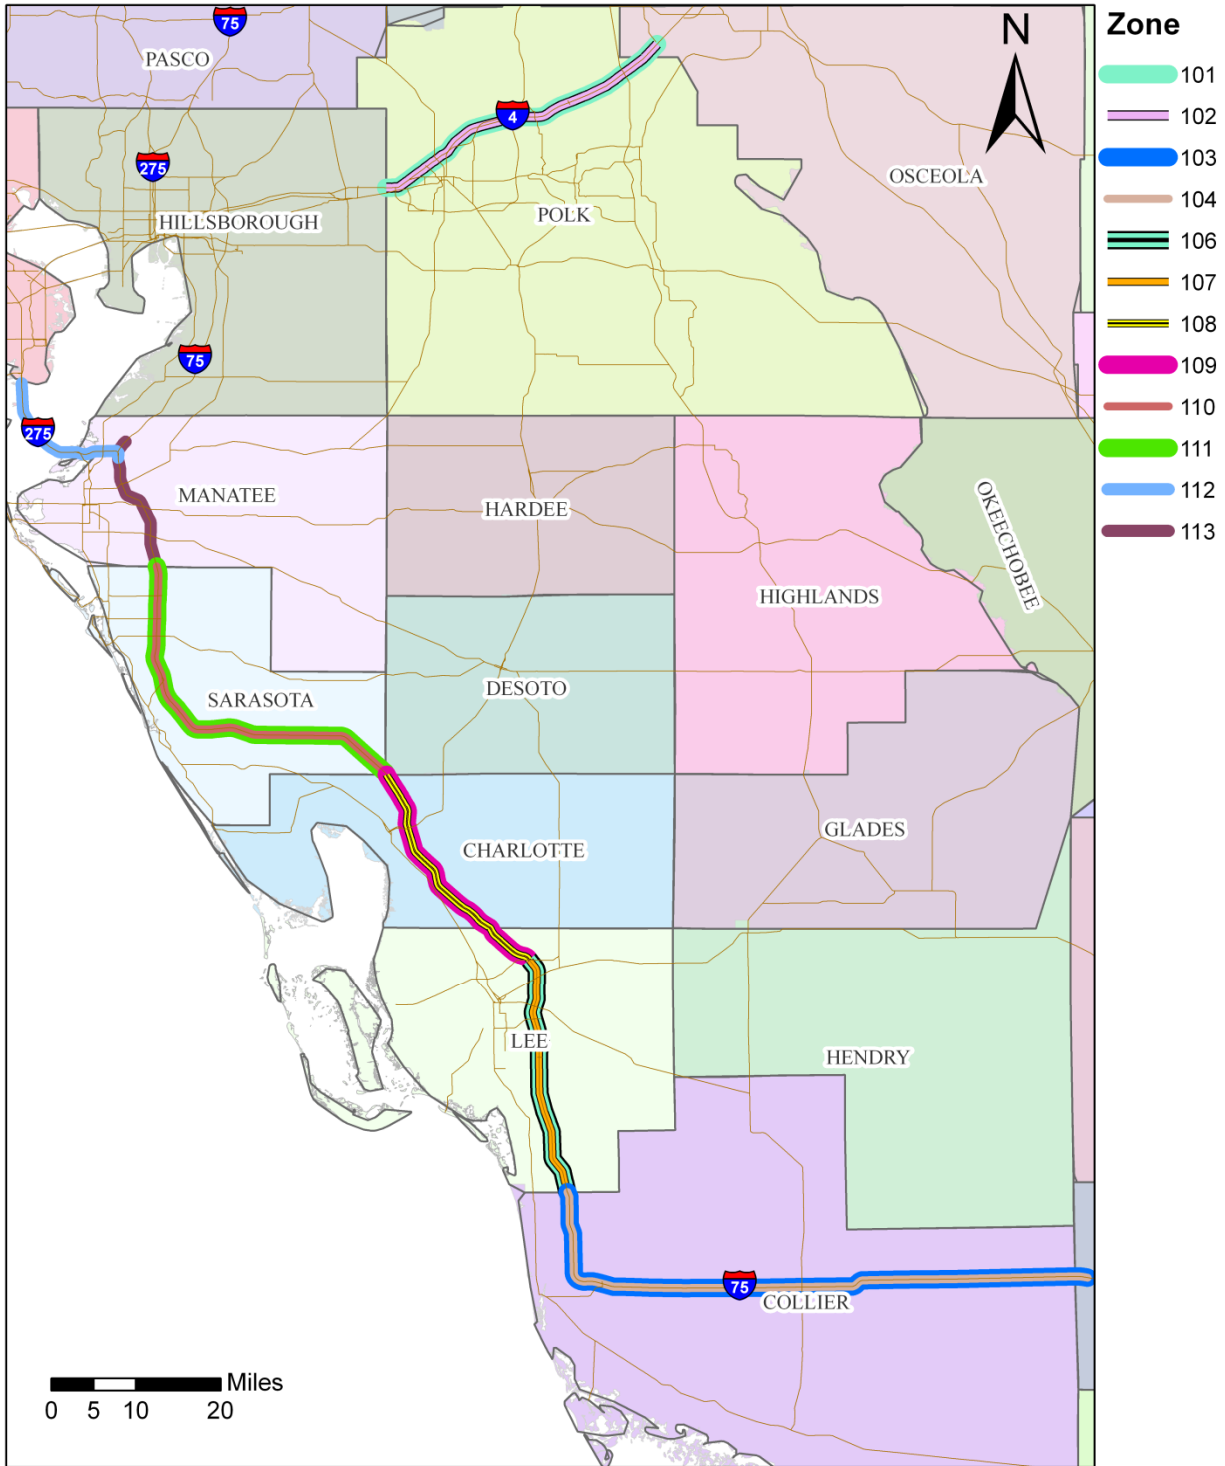 Zone
101
102
103
104
106
107
108
109
110
111
112
113
N
75
PASCO
4
275
OSCEOLA
HILLSBOROUGH
POLK
75
275
MANATEE
HARDEE
OKEECHOBEE
HIGHLANDS
SARASOTA
DESOTO
GLADES
CHARLOTTE
LEE
HENDRY
75
COLLIER
Miles
0 5 10 20